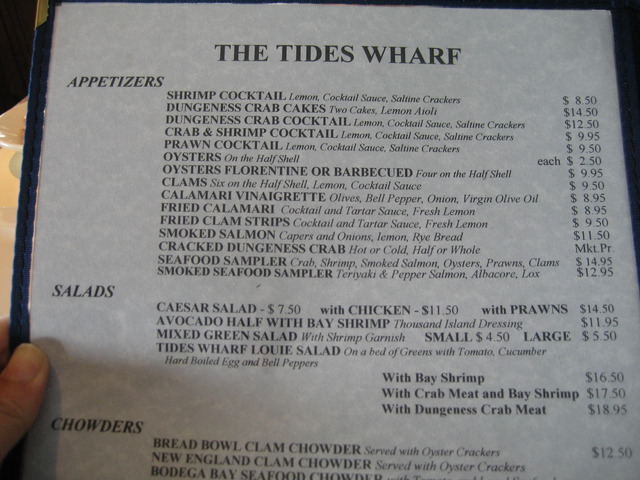 THE TIDES WHARF
APPETIZERS
SHRIMP COCKTAIL Lemon, Cocktail Sauce, Saltine Crackers $ 8.50
DUNGENESS CRAB CAKES Two Cakes, Lemon Aioli $14.50
DUNGENESS CRAB COCKTAIL Lemon, Cocktail Sauce, Saltine Crackers $12.50
CRAB & SHRIMP COCKTAIL Lemon, Cocktail Sauce, Saltine Crackers $ 9.95
PRAWN COCKTAIL Lemon, Cocktail Sauce, Saltine Crackers $ 9.50
OYSTERS On the Half Shell each $ 2.50
OYSTERS FLORENTINE OR BARBECUED Four on the Half Shell $ 9.95
CLAMS Six on the Half Shell, Lemon, Cocktail Sauce $ 9.50
CALAMARI VINAIGRETTE Olives, Bell Pepper, Onion, Virgin Olive Oil $ 8.95
FRIED CALAMARI Cocktail and Tartar Sauce, Fresh Lemon $ 8.95
FRIED CLAM STRIPS Cocktail and Tartar Sauce, Fresh Lemon $ 9.50
SMOKED SALMON Capers and Onions, lemon, Rye Bread $11.50
CRACKED DUNGENESS CRAB Hot or Cold, Half or Whole Mkt.Pr.
SEAFOOD SAMPLER Crab, Shrimp, Smoked Salmon, Oysters, Prawns, Clams $ 14.95
SMOKED SEAFOOD SAMPLER Teriyaki & Pepper Salmon, Albacore, Lox $12.95
SALADS
CAESAR SALAD - $ 7.50 with CHICKEN - $11.50 with PRAWNS $14.50
AVOCADO HALF WITH BAY SHRIMP Thousand Island Dressing $11.95
MIXED GREEN SALAD With Shrimp Garnish SMALL $ 4.50 LARGE $ 5.50
TIDES WHARF LOUIE SALAD On a bed of Greens with Tomato, Cucumber
Hard Boiled Egg and Bell Peppers
With Bay Shrimp $16.50
With Crab Meat and Bay Shrimp $17.50
With Dungeness Crab Meat $18.95
CHOWDERS
BREAD BOWL CLAM CHOWDER Served with Oyster Crackers $12.50
NEW ENGLAND CLAM CHOWDER Served with Oyster Crackers
BODEGA BAY SEAFOOD CHOWDER